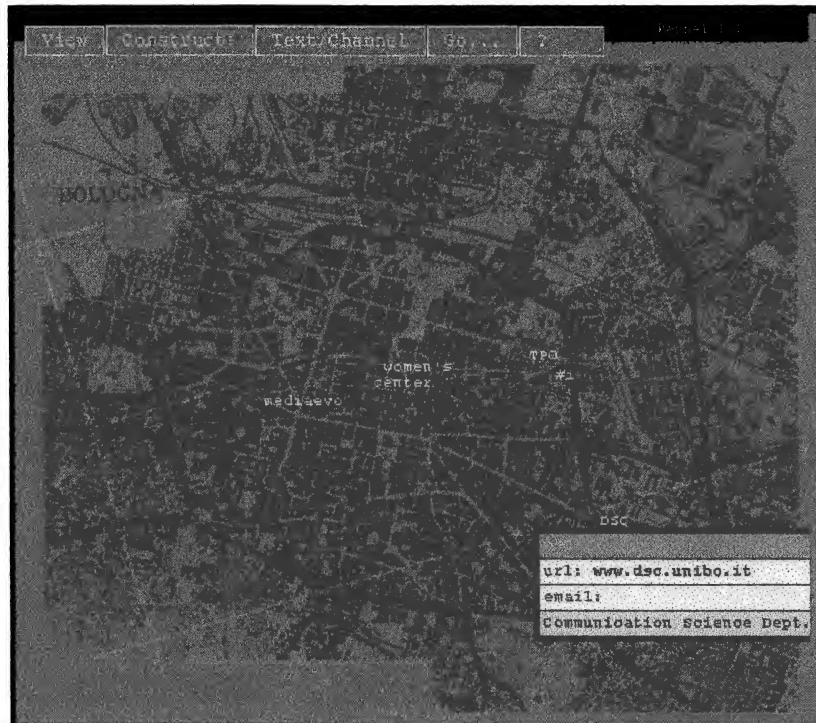 View Constructs Text/Channel Go... ?
BOLOGNA
women's
center
TPO
#1
mediaevo
DSC
url: www.dsc.unibo.it
email:
Communication Science Dept.